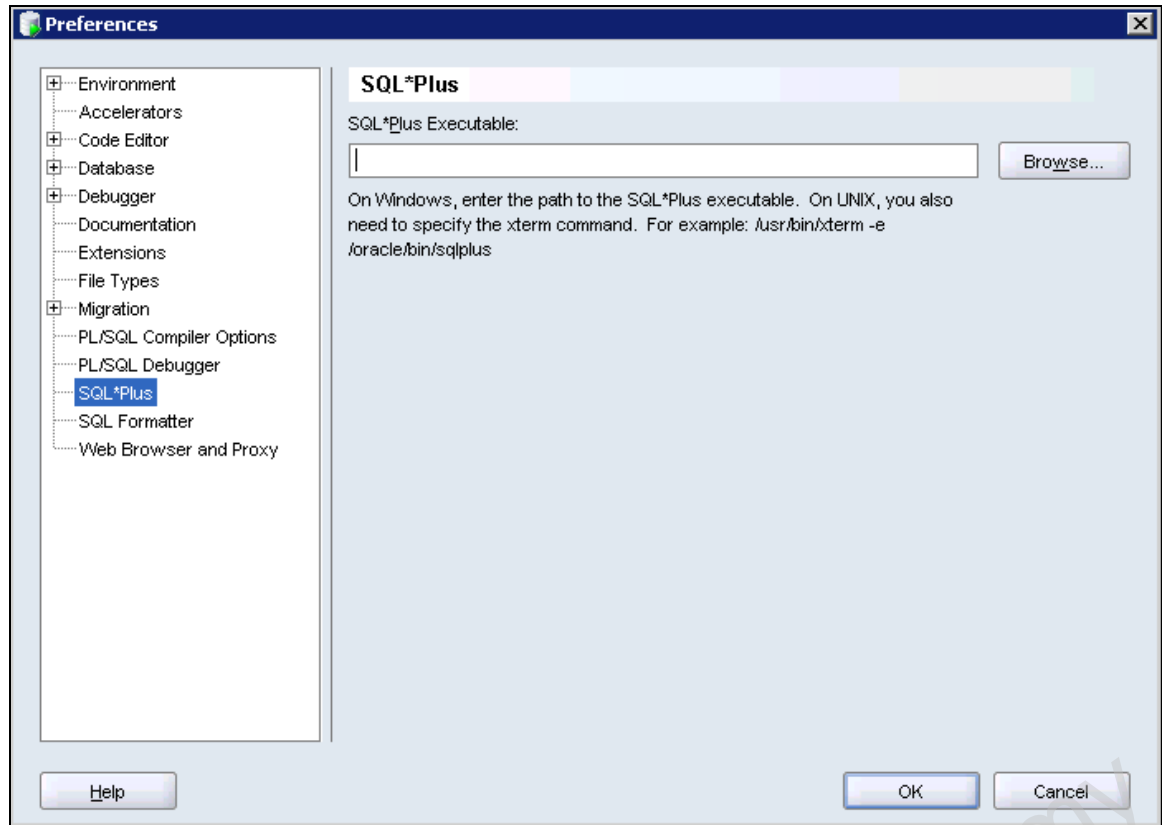 Preferences
Environment
Accelerators
Code Editor
Database
Debugger
Documentation
Extensions
File Types
Migration
PL/SQL Compiler Options
PL/SQL Debugger
SQL*Plus
SQL Formatter
Web Browser and Proxy
SQL*Plus
SQL*Plus Executable:
Browse...
On Windows, enter the path to the SQL*Plus executable. On UNIX, you also
need to specify the xterm command. For example: /usr/bin/xterm -e
/oracle/bin/sqlplus
Help
OK
Cancel